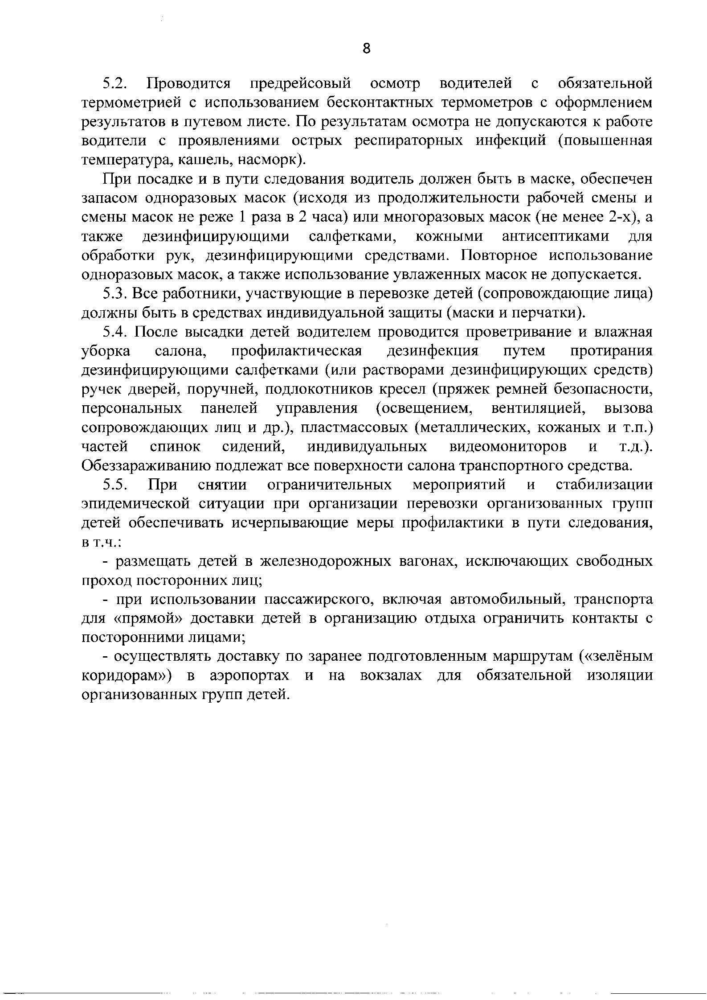 8
5.2. Проводится предрейсовый осмотр водителей с обязательной
термометрией с использованием бесконтактных термометров с оформлением
результатов в путевом листе. По результатам осмотра не допускаются к работе
водители с проявлениями острых респираторных инфекций (повышенная
температура, кашель, насморк).
При посадке и в пути следования водитель должен быть в маске, обеспечен
запасом одноразовых масок (исходя из продолжительности рабочей смены и
смены масок не реже 1 раза в 2 часа) или многоразовых масок (не менее 2-х), а
также дезинфицирующими салфетками, кожными антисептиками для
обработки рук, дезинфицирующими средствами. Повторное использование
одноразовых масок, а также использование увлаженных масок не допускается.
5.3. Все работники, участвующие в перевозке детей (сопровождающие лица)
должны быть в средствах индивидуальной защиты (маски и перчатки).
5.4. После высадки детей водителем проводится проветривание и влажная
уборка салона, профилактическая дезинфекция путем протирания
дезинфицирующими салфетками (или растворами дезинфицирующих средств)
ручек дверей, поручней, подлокотников кресел (пряжек ремней безопасности,
персональных панелей управления (освещением, вентиляцией, вызова
сопровождающих лиц и др.), пластмассовых (металлических, кожаных и т.п.)
частей спинок сидений, индивидуальных видеомониторов и т.д.).
Обеззараживанию подлежат все поверхности салона транспортного средства.
5.5. При снятии ограничительных мероприятий и стабилизации
эпидемической ситуации при организации перевозки организованных групп
детей обеспечивать исчерпывающие меры профилактики в пути следования,
в т.ч.:
- размещать детей в железнодорожных вагонах, исключающих свободных
проход посторонних лиц;
- при использовании пассажирского, включая автомобильный, транспорта
для «прямой» доставки детей в организацию отдыха ограничить контакты с
посторонними лицами;
- осуществлять доставку по заранее подготовленным маршрутам («зелёным
коридорам») в аэропортах и на вокзалах для обязательной изоляции
организованных групп детей.